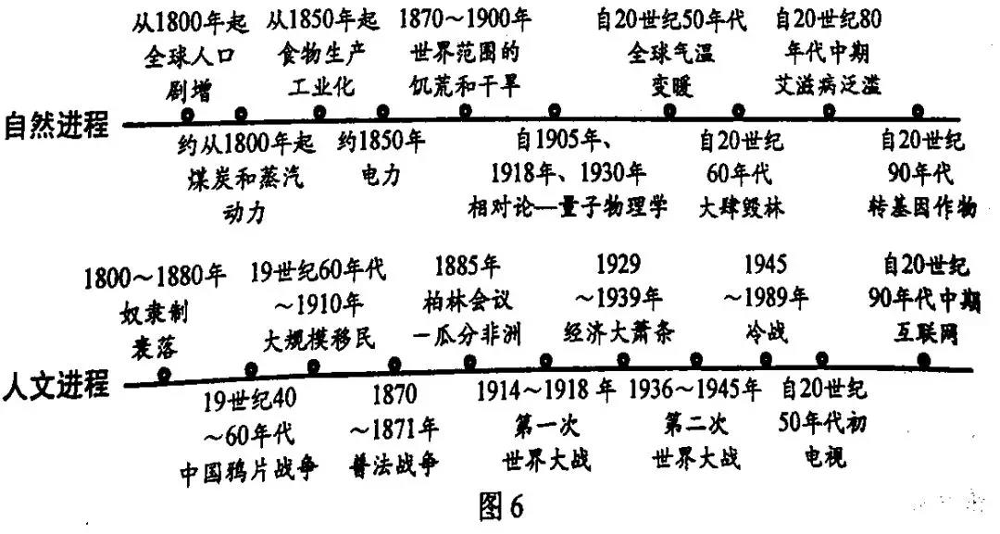 从1800年起
全球人口
剧增
从1850年起
食物生产
工业化
1870～1900年
世界范围的
饥荒和干旱
自20世纪50年代
全球气温
变暖
自20世纪80
年代中期
艾滋病泛滥
自然进程
约从1800年起
煤炭和蒸汽
动力
约1850年
电力
自1905年、
1918年、1930年
相对论—量子物理学
自20世纪
60年代
大肆毁林
自20世纪
90年代
转基因作物
1800～1880年
奴隶制
衰落
19世纪60年代
～1910年
大规模移民
1885年
柏林会议
—瓜分非洲
1929
～1939年
经济大萧条
1945
～1989年
冷战
自20世纪
90年代中期
互联网
人文进程
19世纪40
～60年代
中国鸦片战争
1870
～1871年
普法战争
1914～1918年
第一次
世界大战
1936～1945年
第二次
世界大战
自20世纪
50年代初
电视
图6